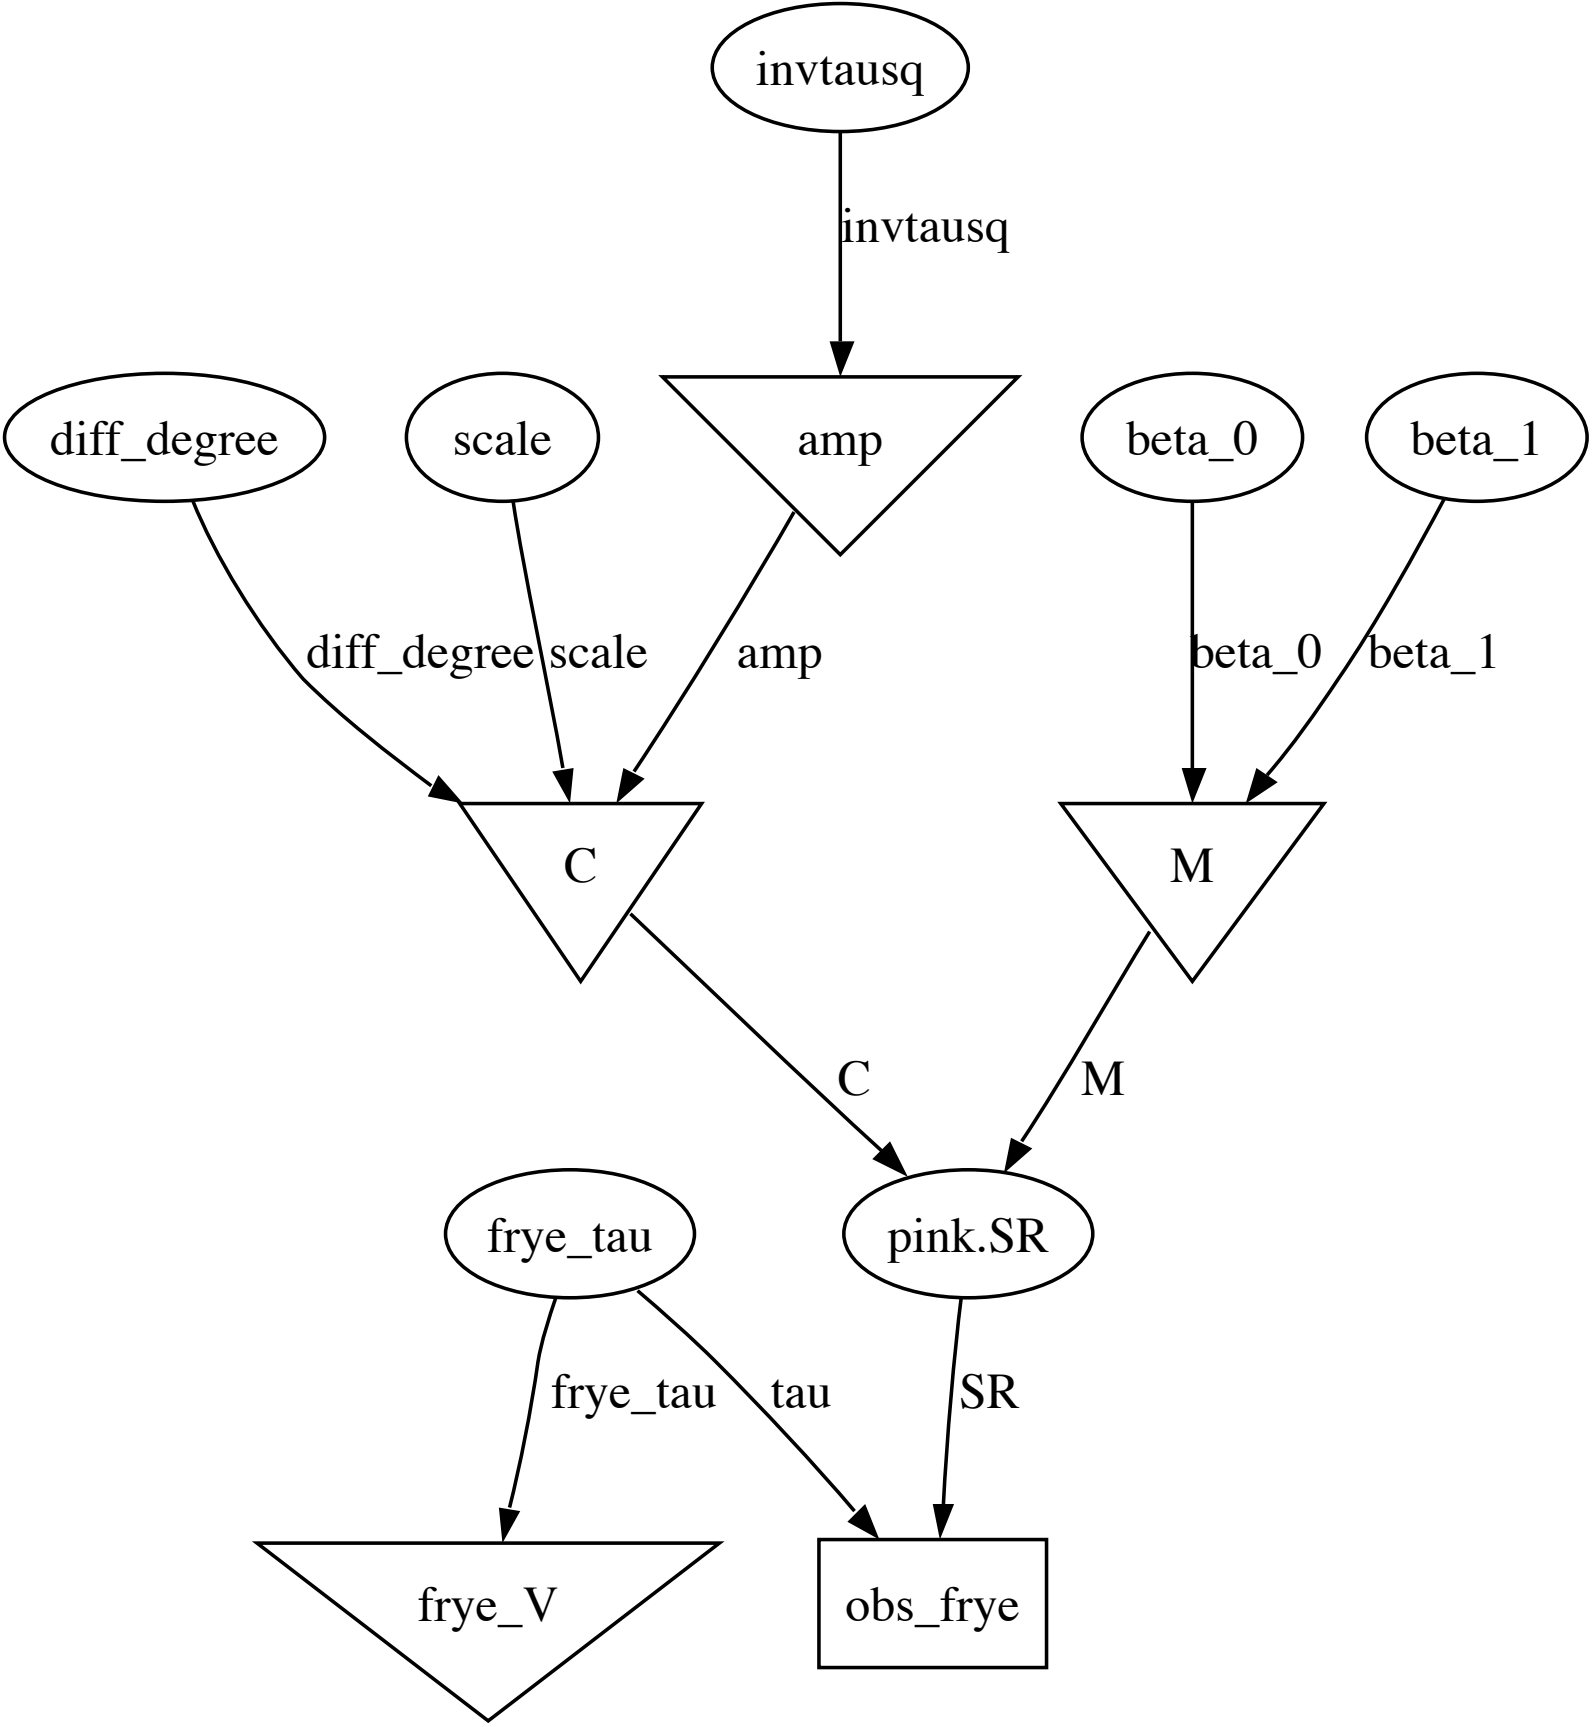 invtausq
invtausq
diff_degree
scale
amp
beta_0
beta_1
diff_degree
scale
amp
beta_0
beta_1
C
M
C
M
frye_tau
pink.SR
frye_tau
tau
SR
frye_V
obs_frye